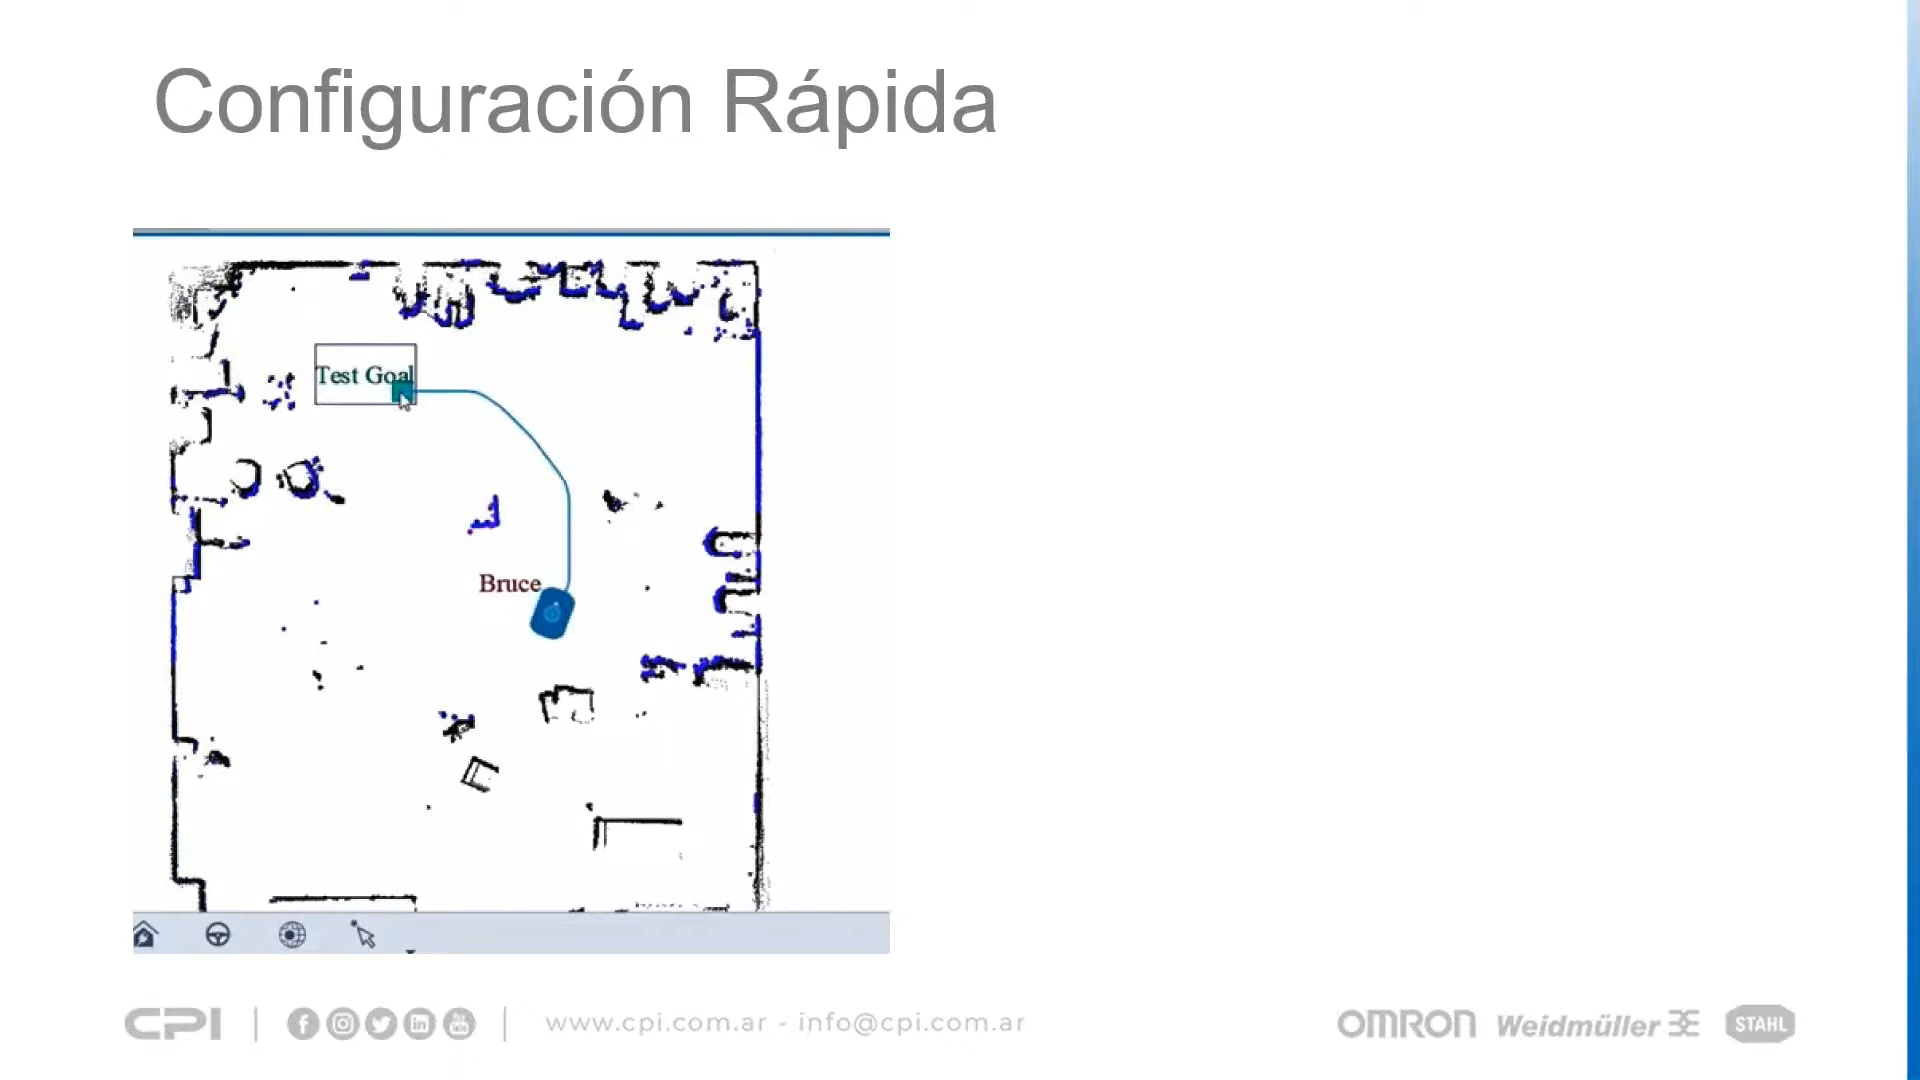 Configuración Rápida
Test Goal
Bruce
CPI | | www.cpi.com.ar - info@cpi.com.ar OMRON Weidmüller STAHL